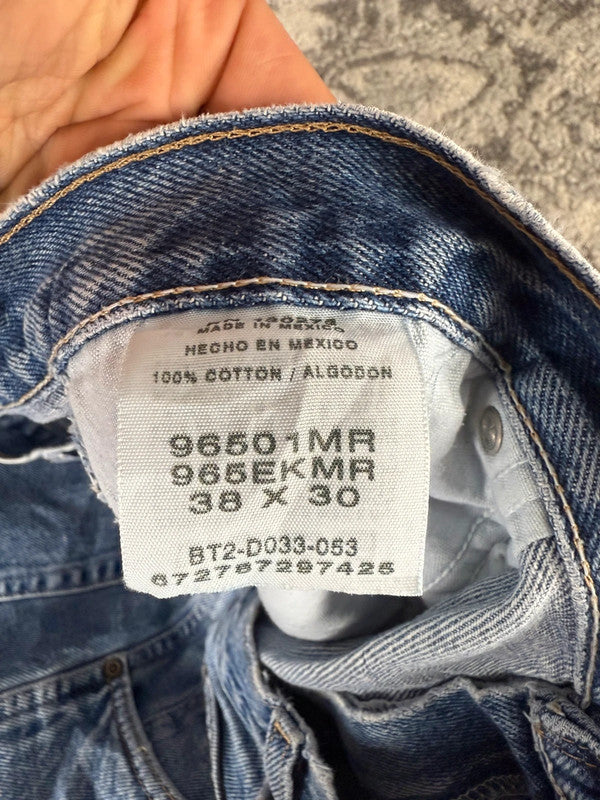 MADE IN MEXICO
HECHO EN MEXICO
100% COTTON / ALGODON
96501MR
965EKMR
38 X 30
BT2-D033-053
672787297425